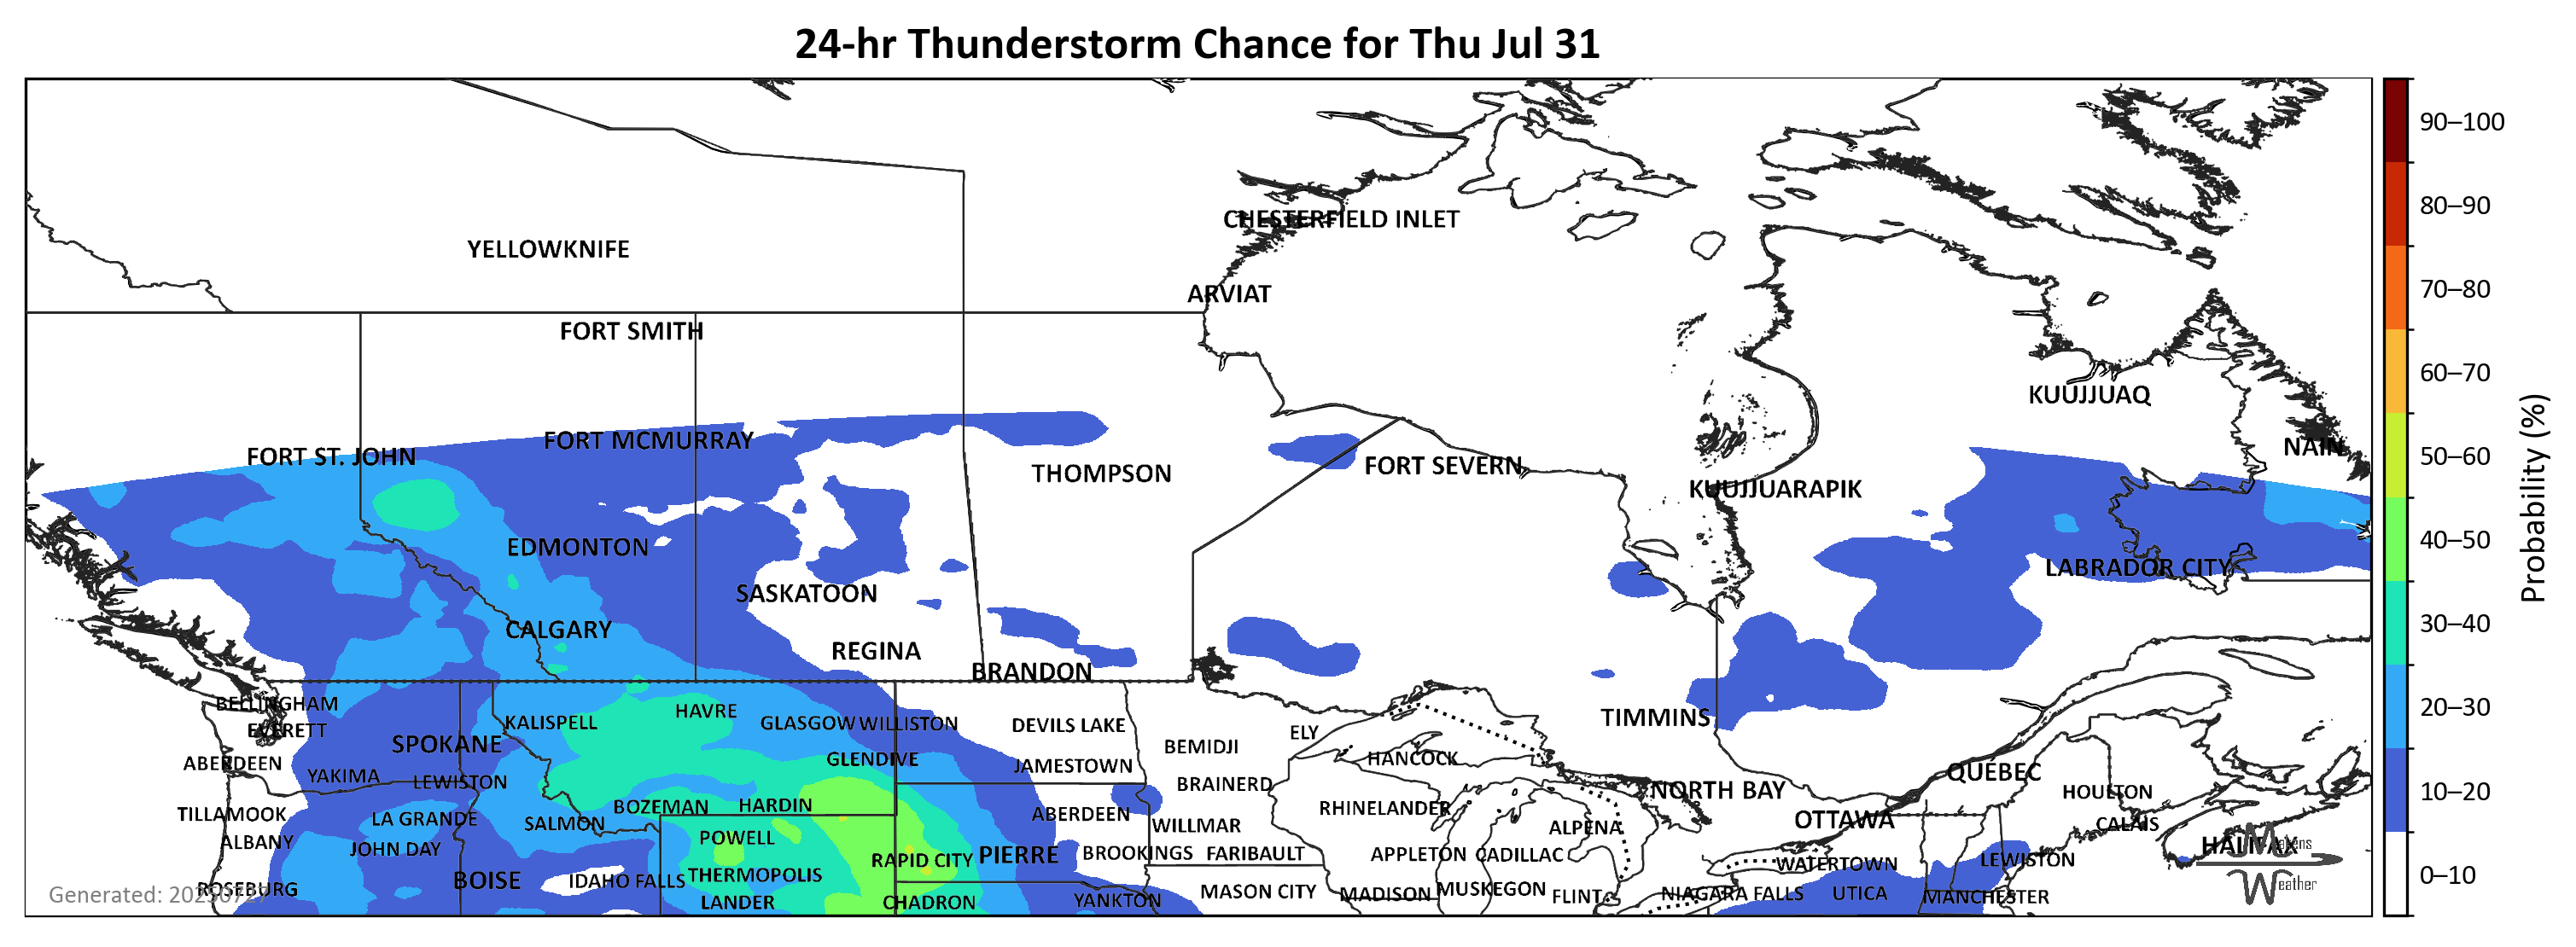 24-hr Thunderstorm Chance for Thu Jul 31
90–100
80–90
70–80
60–70
50–60
40–50
30–40
20–30
10–20
0–10
Probability (%)
CHESTERFIELD INLET
YELLOWKNIFE
ARVIAT
FORT SMITH
KUUJJUAQ
FORT MCMURRAY
NAIN
FORT ST. JOHN
FORT SEVERN
THOMPSON
KUUJJUARAPIK
EDMONTON
LABRADOR CITY
SASKATOON
CALGARY
REGINA
BRANDON
BELLINGHAM
HAVRE
TIMMINS
KALISPELL
GLASGOW
WILLISTON
DEVILS LAKE
EVERETT
ELY
SPOKANE
BEMIDJI
GLENDIVE
HANCOCK
ABERDEEN
JAMESTOWN
QUÉBEC
YAKIMA
LEWISTON
BRAINERD
NORTH BAY
HOULTON
BOZEMAN
HARDIN
RHINELANDER
TILLAMOOK
LA GRANDE
SALMON
ABERDEEN
WILLMAR
ALPENA
OTTAWA
CALAIS
ALBANY
POWELL
JOHN DAY
RAPID CITY
PIERRE
BROOKINGS
FARIBAULT
APPLETON
CADILLAC
WATERTOWN
LEWISTON
HALIFAX
BOISE
IDAHO FALLS
THERMOPOLIS
ROSEBURG
MASON CITY
MADISON
MUSKEGON
FLINT
NIAGARA FALLS
UTICA
MANCHESTER
LANDER
CHADRON
YANKTON
Generated: 20250727
Weather